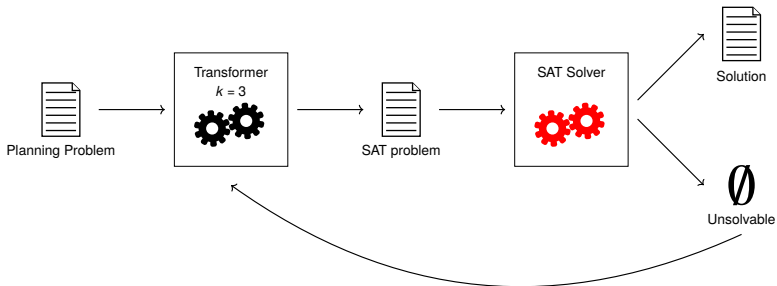 Planning Problem
Transformer
k = 3
SAT problem
SAT Solver
Solution
∅
Unsolvable